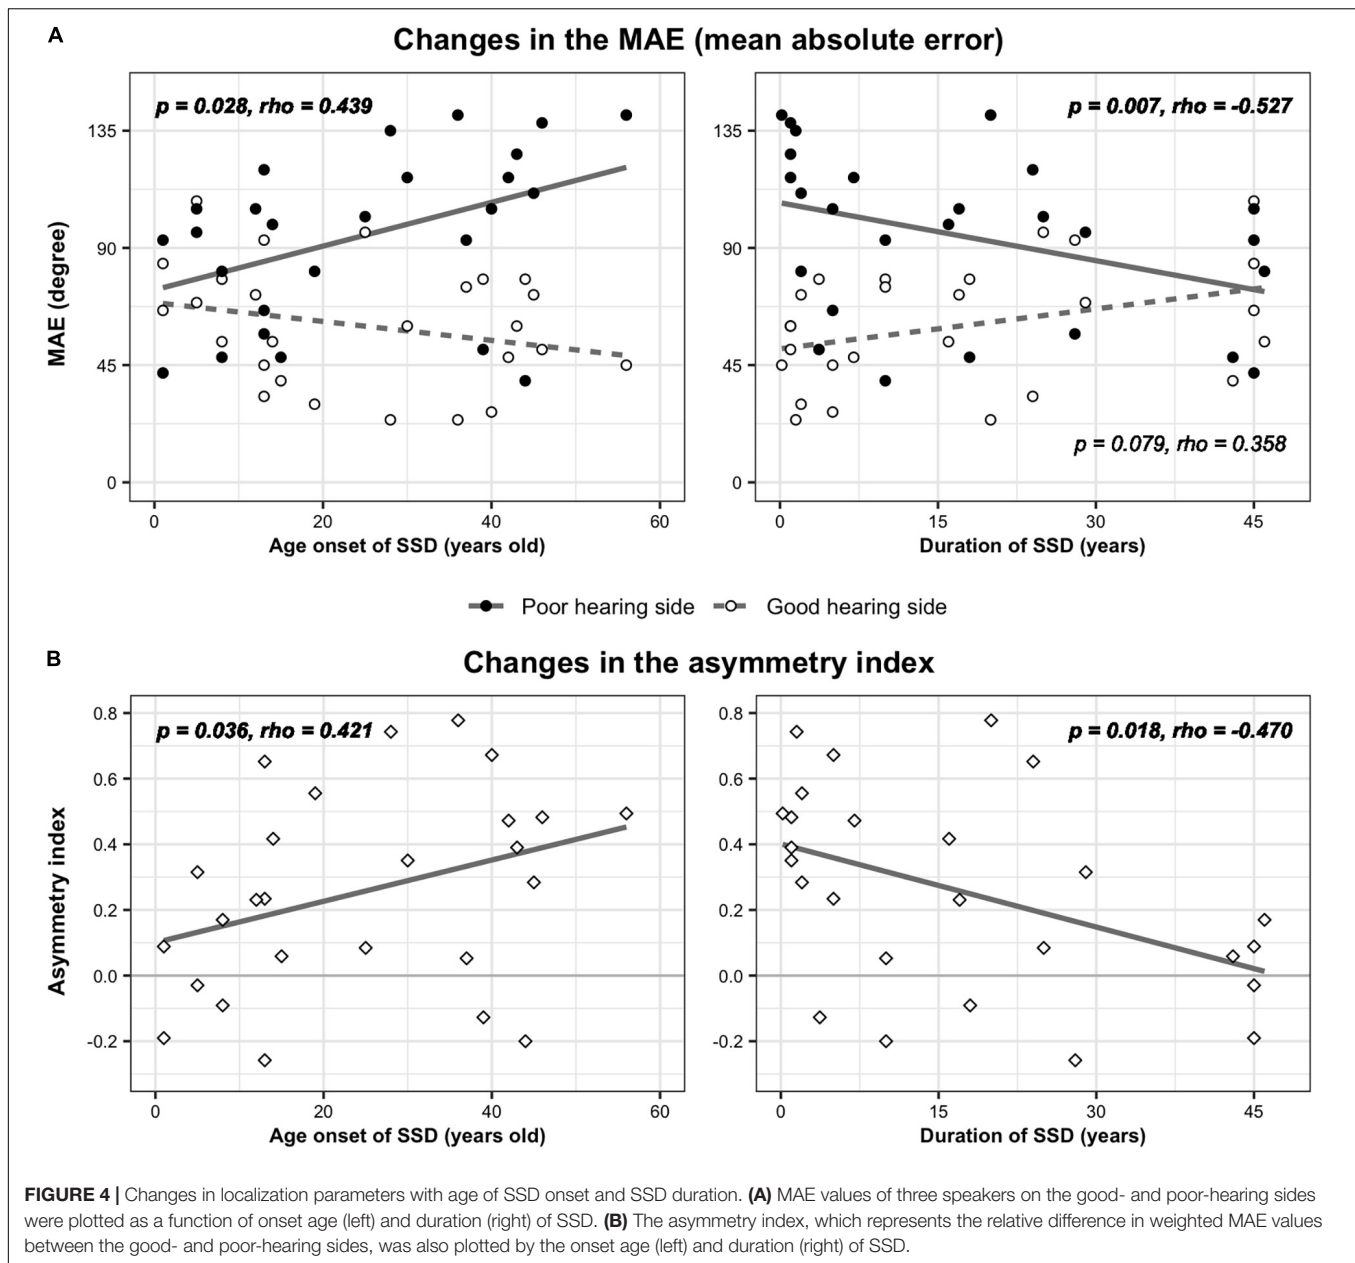 A
Changes in the MAE (mean absolute error)
p = 0.028, rho = 0.439
p = 0.007, rho = -0.527
p = 0.079, rho = 0.358
MAE (degree)
135
90
45
0
0 20 40 60
0 15 30 45
Age onset of SSD (years old)
Duration of SSD (years)
Poor hearing side Good hearing side
B
Changes in the asymmetry index
p = 0.036, rho = 0.421
p = 0.018, rho = -0.470
Asymmetry index
0.8
0.6
0.4
0.2
0.0
-0.2
0.8
0.6
0.4
0.2
0.0
-0.2
0 20 40 60
0 15 30 45
Age onset of SSD (years old)
Duration of SSD (years)
FIGURE 4 | Changes in localization parameters with age of SSD onset and SSD duration. (A) MAE values of three speakers on the good- and poor-hearing sides
were plotted as a function of onset age (left) and duration (right) of SSD. (B) The asymmetry index, which represents the relative difference in weighted MAE values
between the good- and poor-hearing sides, was also plotted by the onset age (left) and duration (right) of SSD.